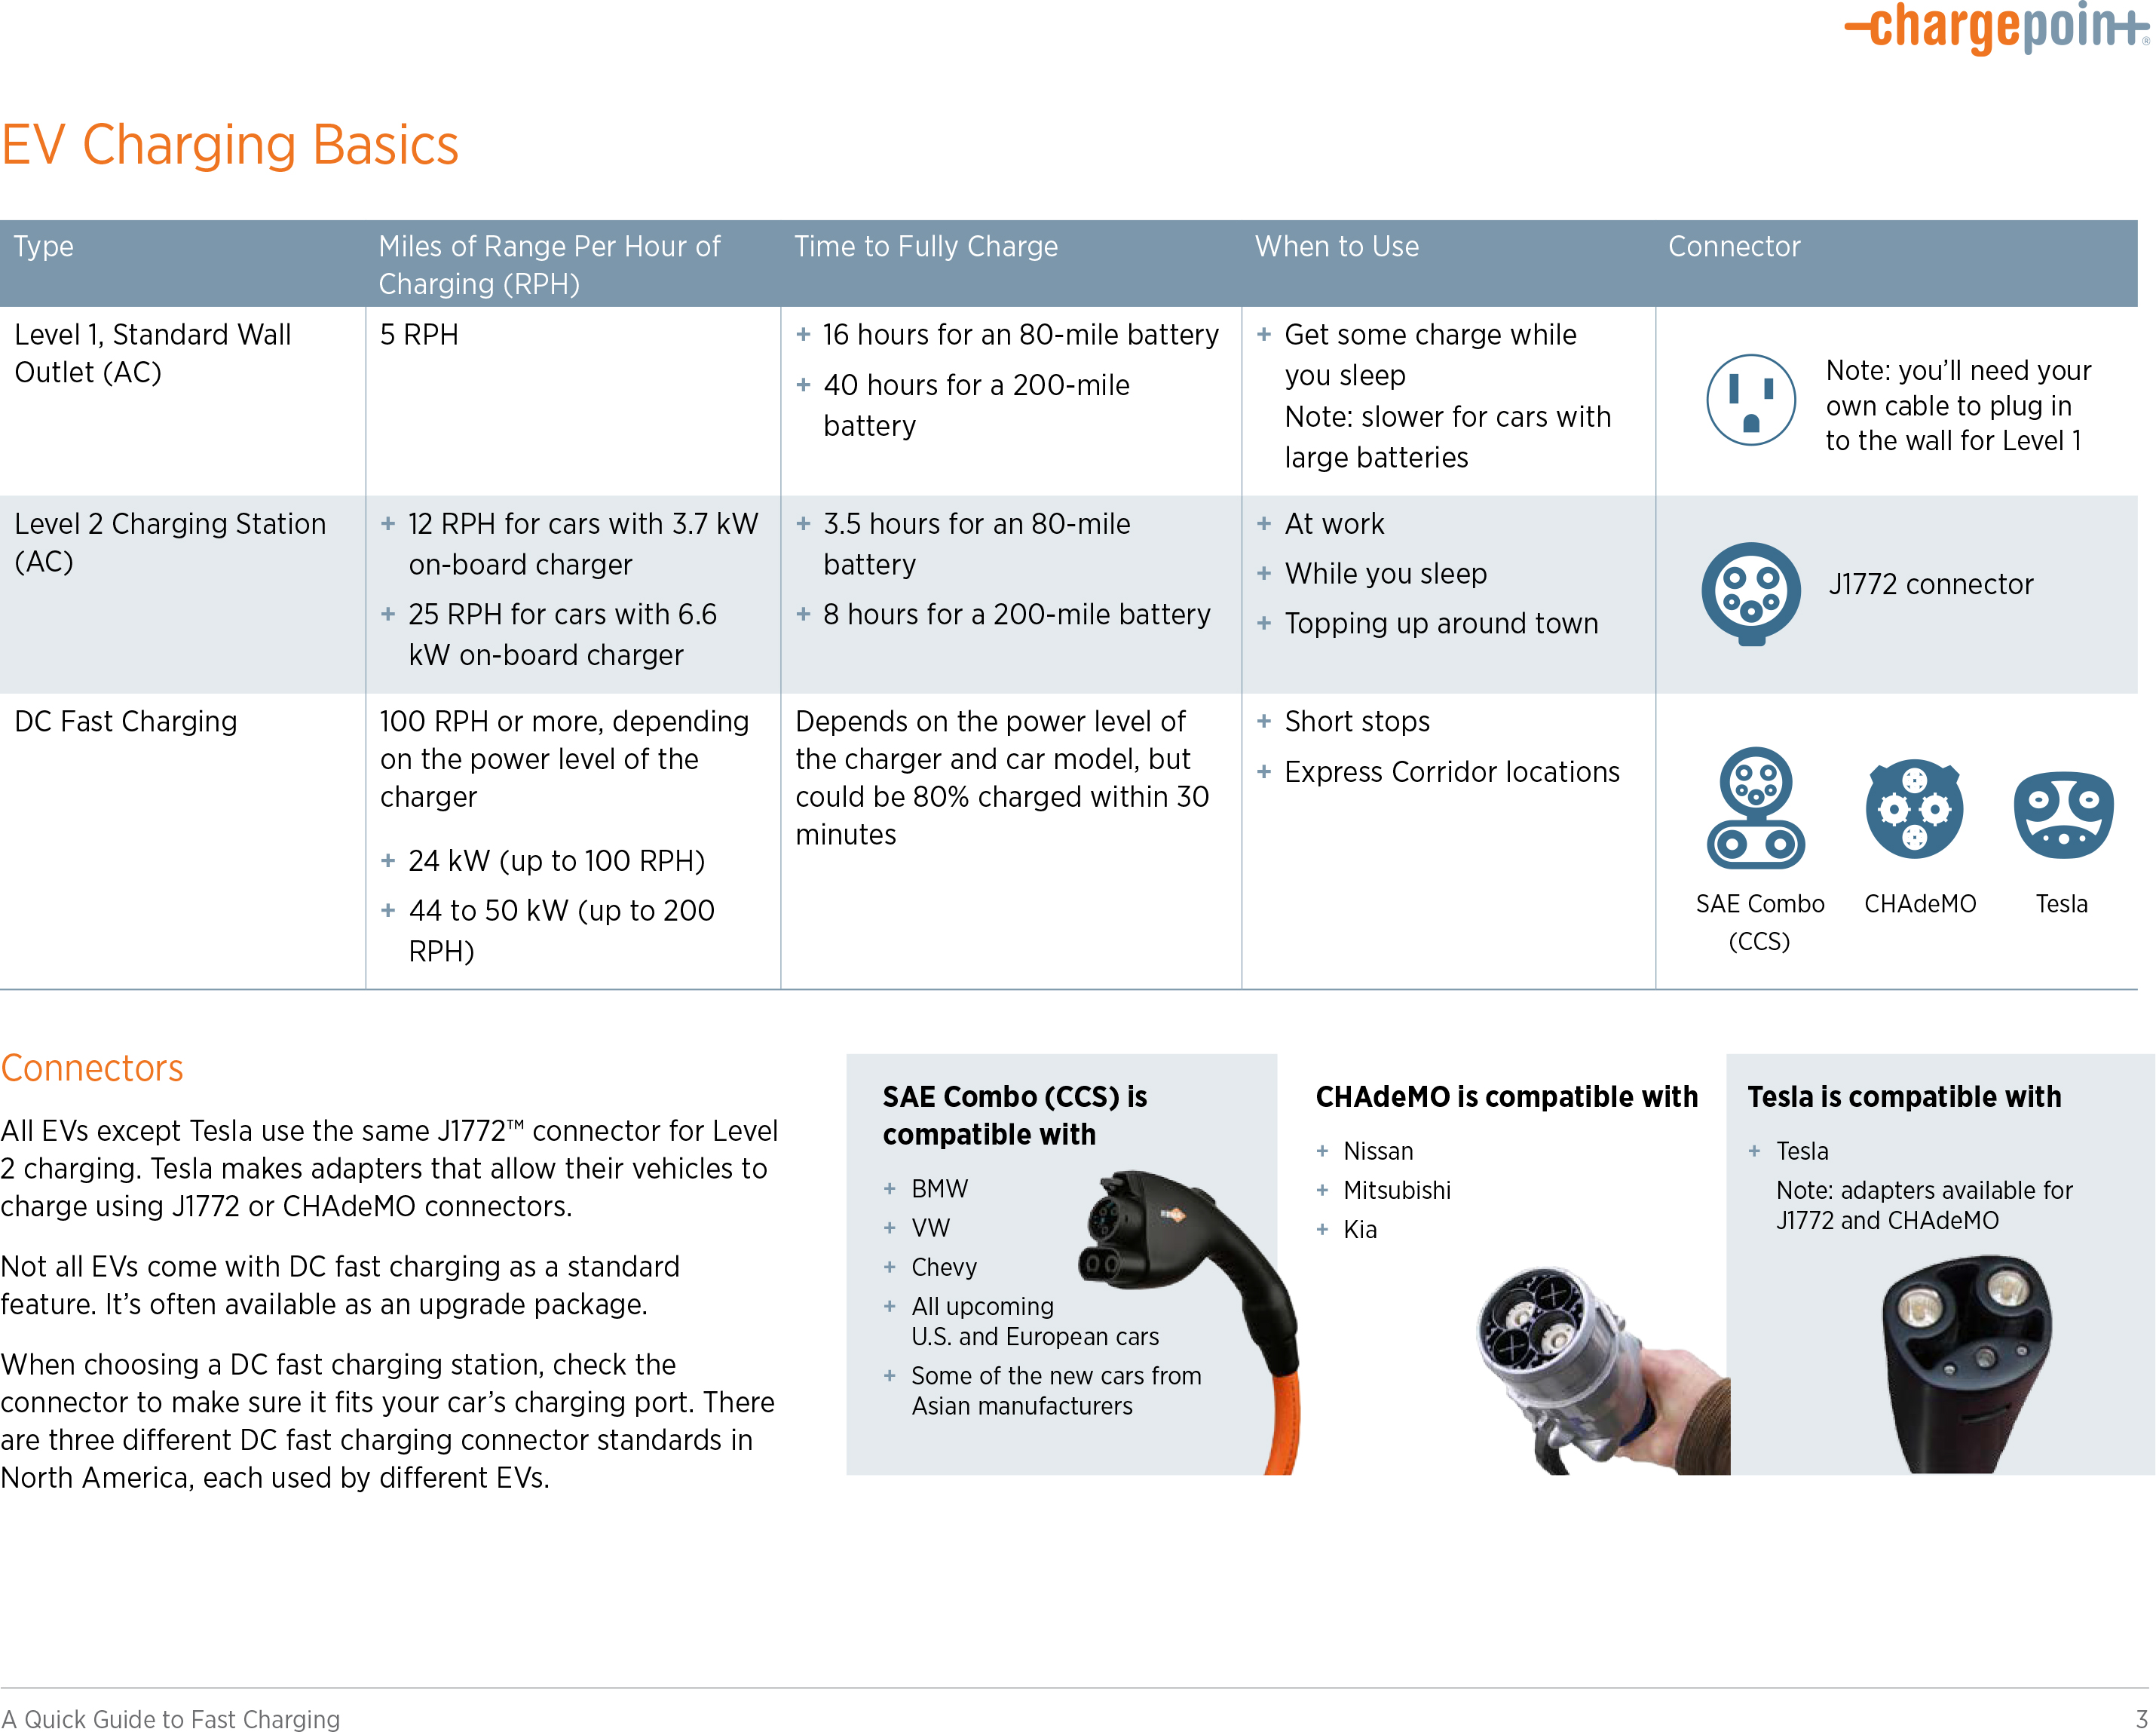 chargepoint®
EV Charging Basics
Type
Miles of Range Per Hour of
Charging (RPH)
Time to Fully Charge
When to Use
Connector
Level 1, Standard Wall
Outlet (AC)
5 RPH
+ 16 hours for an 80-mile battery
+ 40 hours for a 200-mile
battery
+ Get some charge while
you sleep
Note: slower for cars with
large batteries
Note: you’ll need your
own cable to plug in
to the wall for Level 1
Level 2 Charging Station
(AC)
+ 12 RPH for cars with 3.7 kW
on-board charger
+ 25 RPH for cars with 6.6
kW on-board charger
+ 3.5 hours for an 80-mile
battery
+ 8 hours for a 200-mile battery
+ At work
+ While you sleep
+ Topping up around town
J1772 connector
DC Fast Charging
100 RPH or more, depending
on the power level of the
charger
+ 24 kW (up to 100 RPH)
+ 44 to 50 kW (up to 200
RPH)
Depends on the power level of
the charger and car model, but
could be 80% charged within 30
minutes
+ Short stops
+ Express Corridor locations
SAE Combo
(CCS)
CHAdeMO
Tesla
Connectors
All EVs except Tesla use the same J1772™ connector for Level
2 charging. Tesla makes adapters that allow their vehicles to
charge using J1772 or CHAdeMO connectors.
Not all EVs come with DC fast charging as a standard
feature. It’s often available as an upgrade package.
When choosing a DC fast charging station, check the
connector to make sure it fits your car’s charging port. There
are three different DC fast charging connector standards in
North America, each used by different EVs.
SAE Combo (CCS) is
compatible with
+ BMW
+ VW
+ Chevy
+ All upcoming
U.S. and European cars
+ Some of the new cars from
Asian manufacturers
CHAdeMO is compatible with
+ Nissan
+ Mitsubishi
+ Kia
Tesla is compatible with
+ Tesla
Note: adapters available for
J1772 and CHAdeMO
A Quick Guide to Fast Charging
3